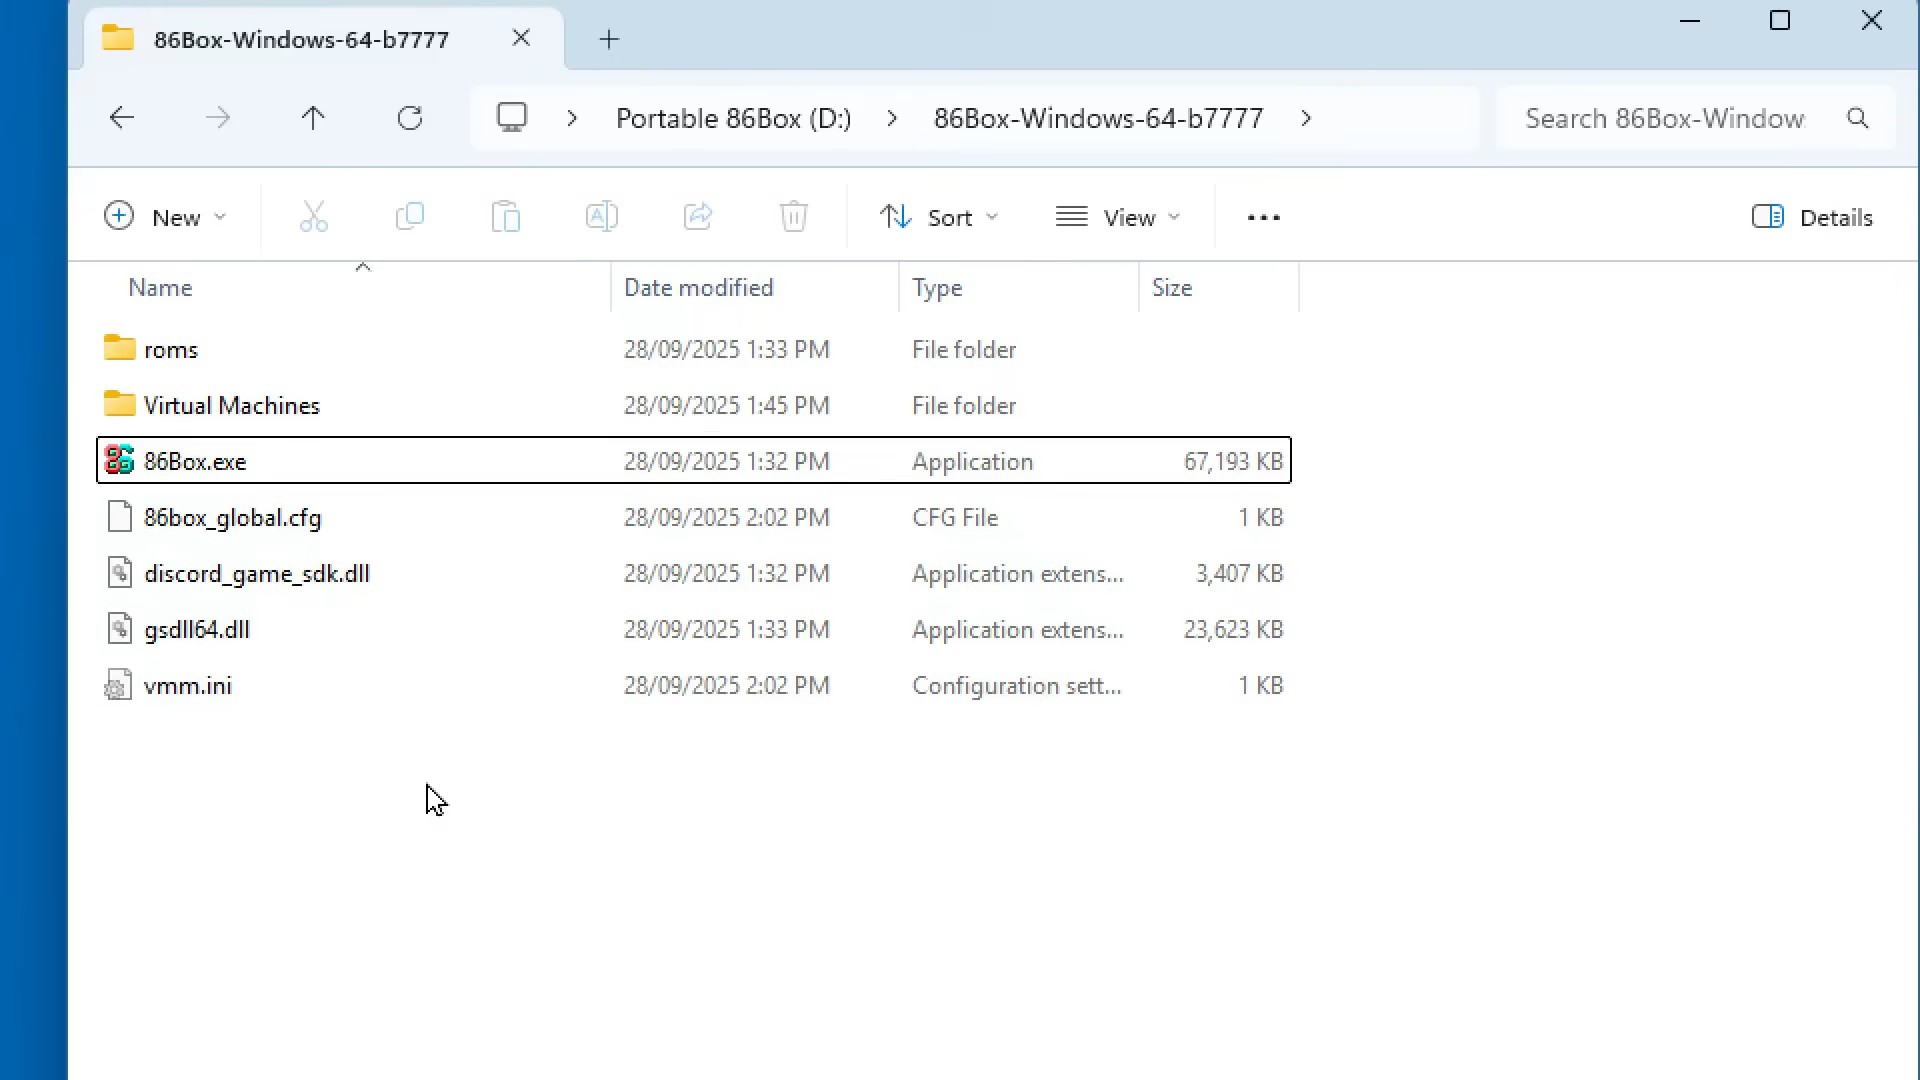 86Box-Windows-64-b7777
Portable 86Box (D:) 86Box-Windows-64-b7777 Search 86Box-Window
New Sort View Details
Name Date modified Type Size
roms 28/09/2025 1:33 PM File folder
Virtual Machines 28/09/2025 1:45 PM File folder
86Box.exe 28/09/2025 1:32 PM Application 67,193 KB
86box_global.cfg 28/09/2025 2:02 PM CFG File 1 KB
discord_game_sdk.dll 28/09/2025 1:32 PM Application extens... 3,407 KB
gsdll64.dll 28/09/2025 1:33 PM Application extens... 23,623 KB
vmm.ini 28/09/2025 2:02 PM Configuration sett... 1 KB